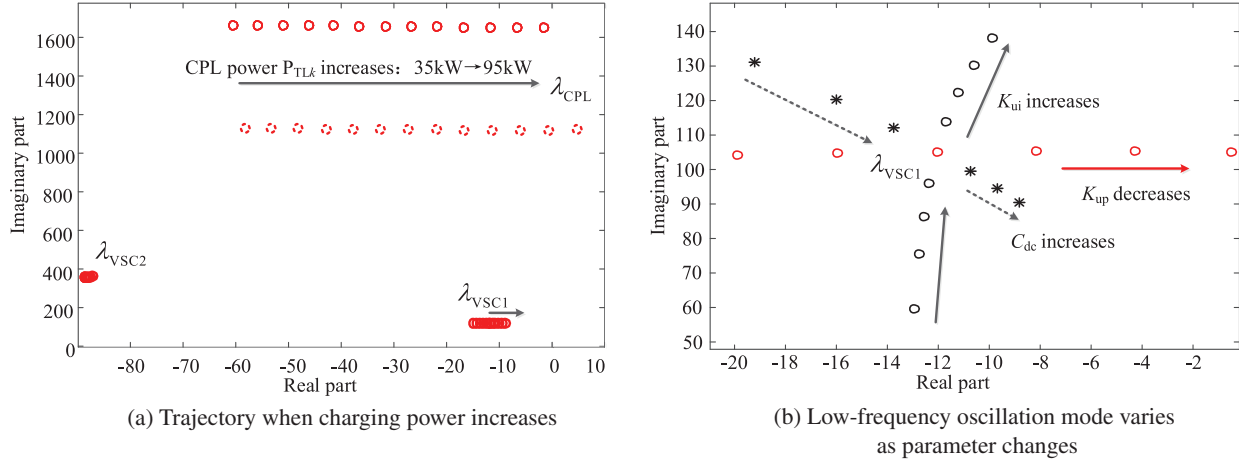 1600
1400
1200
1000
800
600
400
200
0
Imaginary part
CPL power P_TLk increases: 35kW→95kW
λ_CPL
λ_VSC2
λ_VSC1
-80 -70 -60 -50 -40 -30 -20 -10 0 10
Real part
(a) Trajectory when charging power increases
140
130
120
110
100
90
80
70
60
50
Imaginary part
K_ui increases
λ_VSC1
K_up decreases
C_dc increases
-20 -18 -16 -14 -12 -10 -8 -6 -4 -2
Real part
(b) Low-frequency oscillation mode varies
as parameter changes